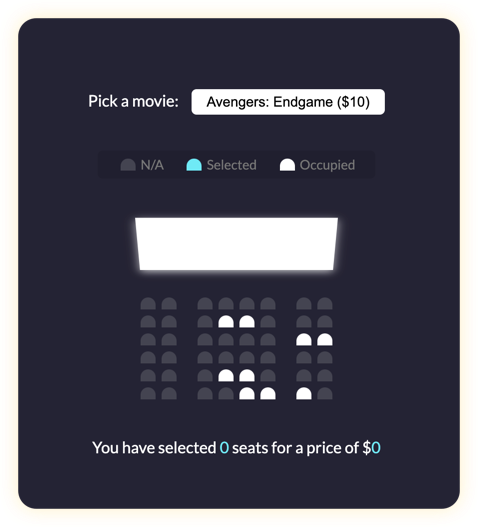 Pick a movie: Avengers: Endgame ($10)
N/A Selected Occupied
You have selected 0 seats for a price of $0